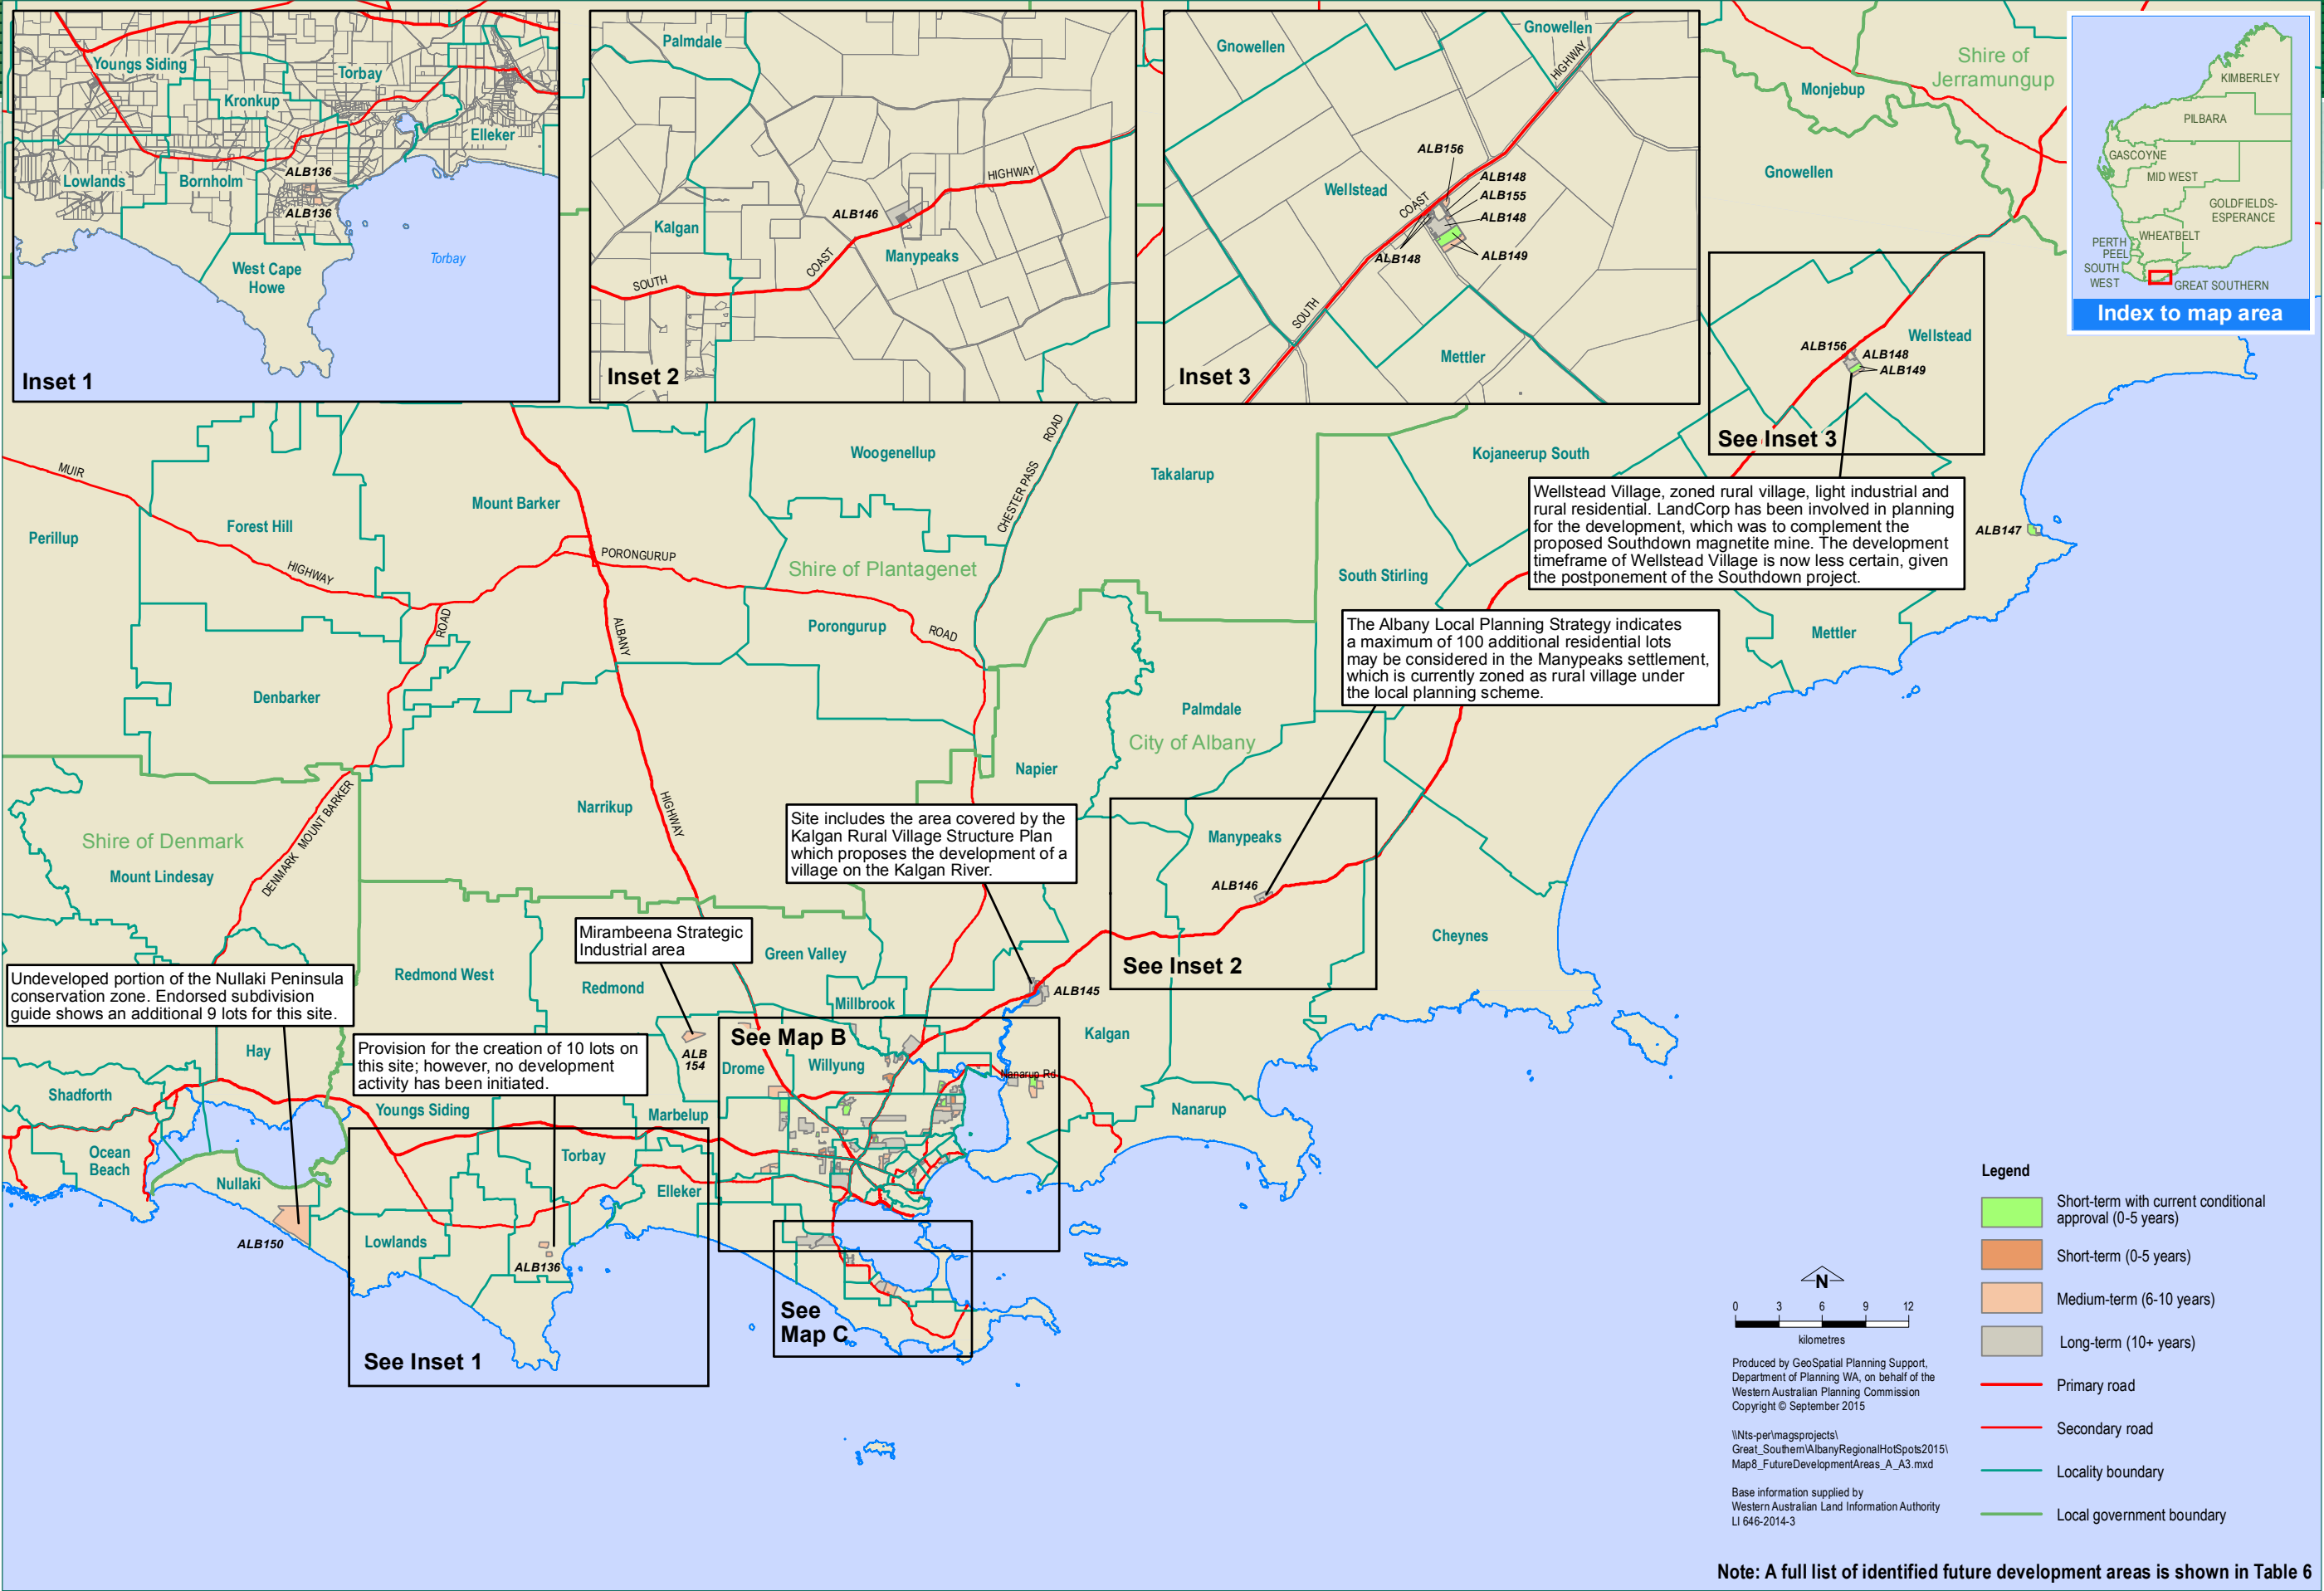 Youngs Siding
Torbay
Kronkup
Elleker
ALB136
Lowlands
Bornholm
ALB136
West Cape
Howe
Torbay
Inset 1
Palmdale
HIGHWAY
ALB146
Kalgan
Manypeaks
COAST
SOUTH
Inset 2
Gnowellen
Gnowellen
HIGHWAY
ALB156
ALB148
ALB155
Wellstead
COAST
ALB148
ALB148
ALB149
SOUTH
Mettler
Inset 3
Shire of
Jerramungup
Monjebup
Gnowellen
KIMBERLEY
PILBARA
GASCOYNE
MID WEST
GOLDFIELDS-
ESPERANCE
WHEATBELT
PERTH
PEEL
SOUTH
WEST
GREAT SOUTHERN
Index to map area
Wellstead
ALB156
ALB148
ALB149
See Inset 3
MUIR
HIGHWAY
Perillup
Forest Hill
Mount Barker
Woogenellup
ROAD
CHESTER PASS
Takalarup
Kojaneerup South
Wellstead Village, zoned rural village, light industrial and
rural residential. LandCorp has been involved in planning
for the development, which was to complement the
proposed Southdown magnetite mine. The development
timeframe of Wellstead Village is now less certain, given
the postponement of the Southdown project.
ALB147
PORONGURUP
Shire of Plantagenet
South Stirling
ROAD
ALBANY
Porongurup
ROAD
The Albany Local Planning Strategy indicates
a maximum of 100 additional residential lots
may be considered in the Manypeaks settlement,
which is currently zoned as rural village under
the local planning scheme.
Mettler
Denbarker
Palmdale
City of Albany
Napier
Narrikup
HIGHWAY
DENMARK MOUNT BARKER
Shire of Denmark
Mount Lindesay
Site includes the area covered by the
Kalgan Rural Village Structure Plan
which proposes the development of a
village on the Kalgan River.
Manypeaks
ALB146
See Inset 2
Cheynes
Mirambeena Strategic
Industrial area
Green Valley
Redmond West
Redmond
Millbrook
ALB145
Undeveloped portion of the Nullaki Peninsula
conservation zone. Endorsed subdivision
guide shows an additional 9 lots for this site.
Provision for the creation of 10 lots on
this site; however, no development
activity has been initiated.
ALB
154
See Map B
Drome
Willyung
Kalgan
Nanarup Rd
Hay
Shadforth
Youngs Siding
Marbelup
Nanarup
Ocean
Beach
Nullaki
Torbay
Elleker
ALB150
Lowlands
ALB136
See Inset 1
See
Map C
Legend
Short-term with current conditional
approval (0-5 years)
Short-term (0-5 years)
Medium-term (6-10 years)
Long-term (10+ years)
Primary road
Secondary road
Locality boundary
Local government boundary
N
0 3 6 9 12
kilometres
Produced by GeoSpatial Planning Support,
Department of Planning WA, on behalf of the
Western Australian Planning Commission
Copyright © September 2015
\\Nts-per\magsprojects\
Great_Southern\AlbanyRegionalHotSpots2015\
Map8_FutureDevelopmentAreas_A_A3.mxd
Base information supplied by
Western Australian Land Information Authority
LI 646-2014-3
Note: A full list of identified future development areas is shown in Table 6